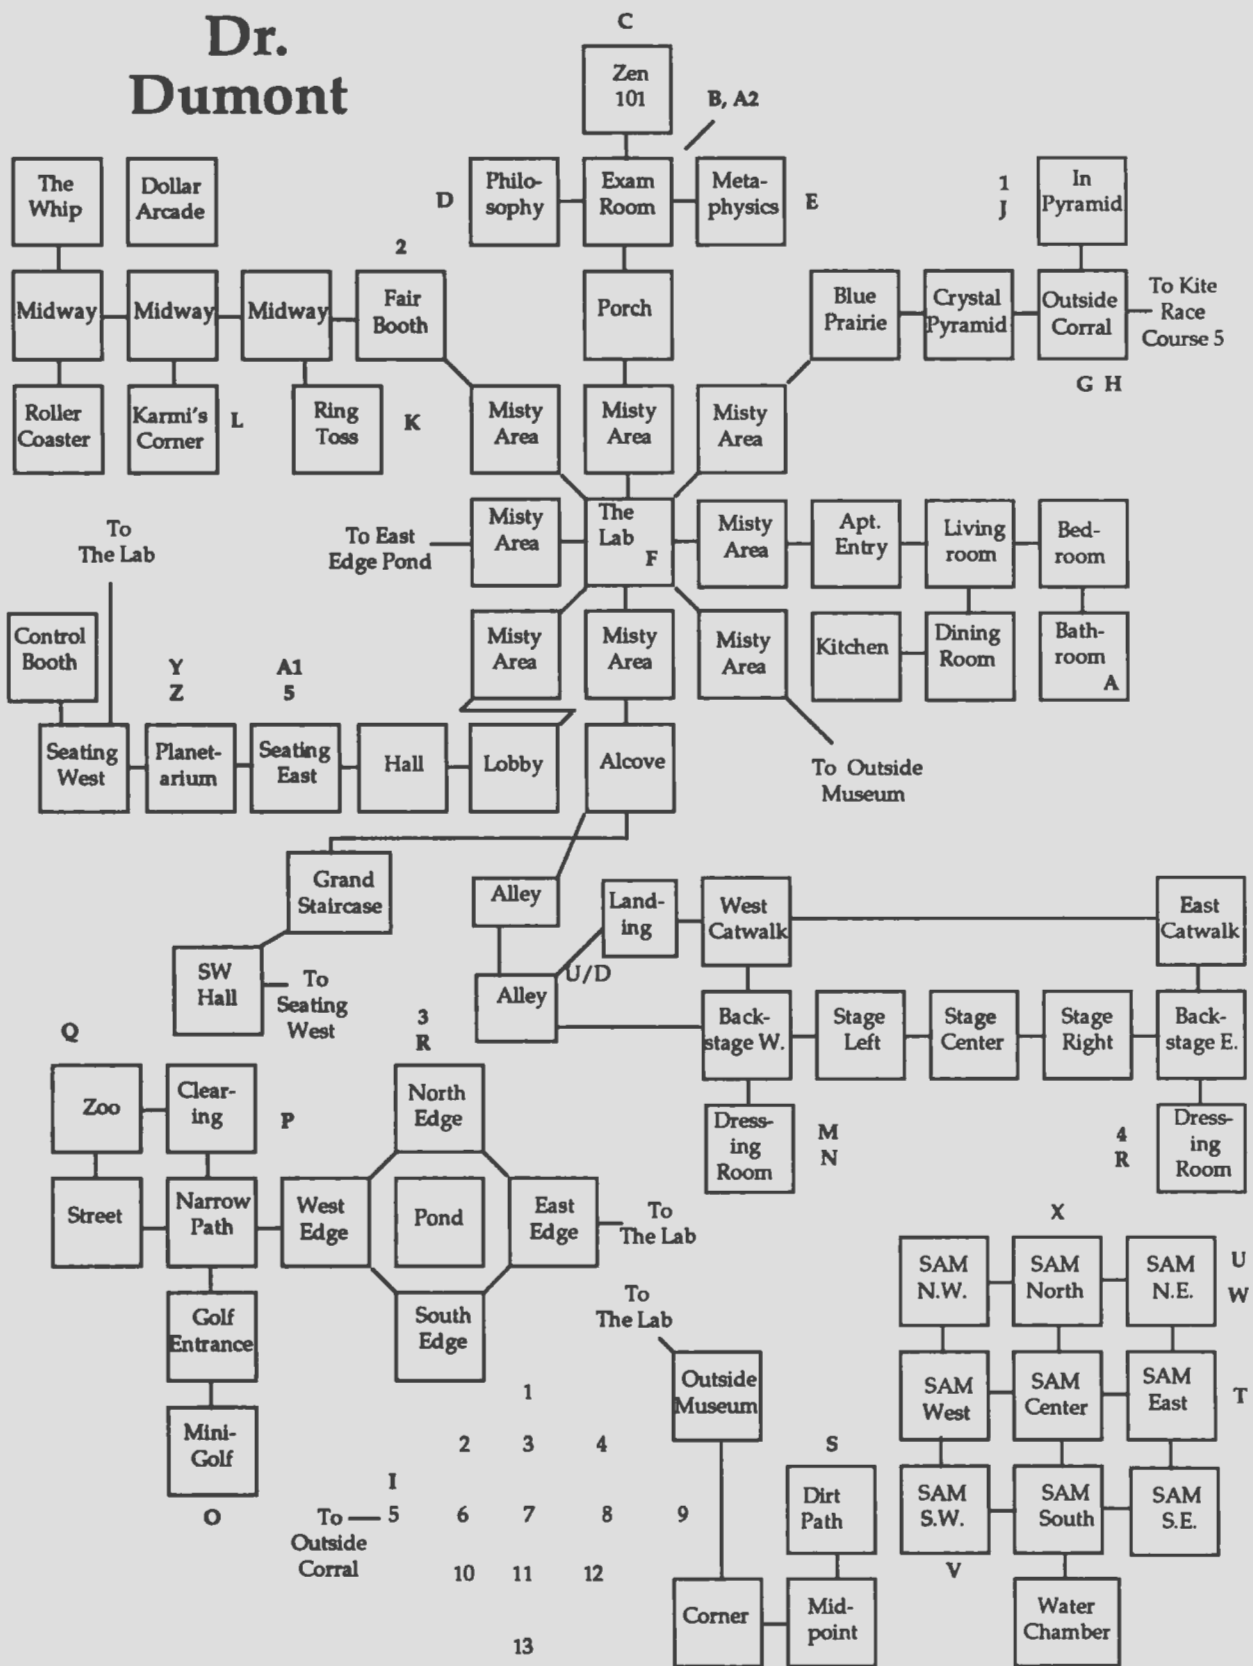 Dr.
Dumont
C
Zen
101
B, A2
The
Whip
Dollar
Arcade
D
Philo-
sophy
Exam
Room
Meta-
physics
E
1
J
In
Pyramid
2
Midway
Midway
Midway
Fair
Booth
Porch
Blue
Prairie
Crystal
Pyramid
Outside
Corral
To Kite
Race
Course 5
G H
Roller
Coaster
Karmi's
Corner
L
Ring
Toss
K
Misty
Area
Misty
Area
Misty
Area
To
The Lab
To East
Edge Pond
Misty
Area
The
Lab
F
Misty
Area
Apt.
Entry
Living
room
Bed-
room
Control
Booth
Y
Z
A1
5
Misty
Area
Misty
Area
Misty
Area
Kitchen
Dining
Room
Bath-
room
A
Seating
West
Planet-
arium
Seating
East
Hall
Lobby
Alcove
To Outside
Museum
Grand
Staircase
Alley
Land-
ing
West
Catwalk
East
Catwalk
SW
Hall
To
Seating
West
Alley
U/D
Back-
stage W.
Stage
Left
Stage
Center
Stage
Right
Back-
stage E.
Q
3
R
Zoo
Clear-
ing
P
North
Edge
Dress-
ing
Room
M
N
4
R
Dress-
ing
Room
Street
Narrow
Path
West
Edge
Pond
East
Edge
To
The Lab
X
SAM
N.W.
SAM
North
SAM
N.E.
U
W
Golf
Entrance
South
Edge
To
The Lab
Outside
Museum
SAM
West
SAM
Center
SAM
East
T
Mini-
Golf
O
1
2 3 4
I
To
Outside
Corral
5 6 7 8 9
10 11 12
13
S
Dirt
Path
SAM
S.W.
SAM
South
SAM
S.E.
V
Corner
Mid-
point
Water
Chamber